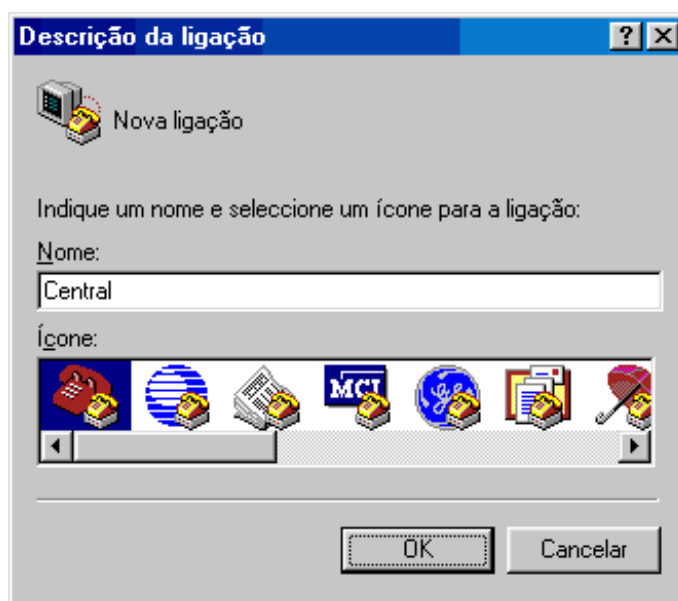 Descrição da ligação
Nova ligação
Indique um nome e seleccione um ícone para a ligação:
Nome:
Central
Ícone:
MCI
OK
Cancelar